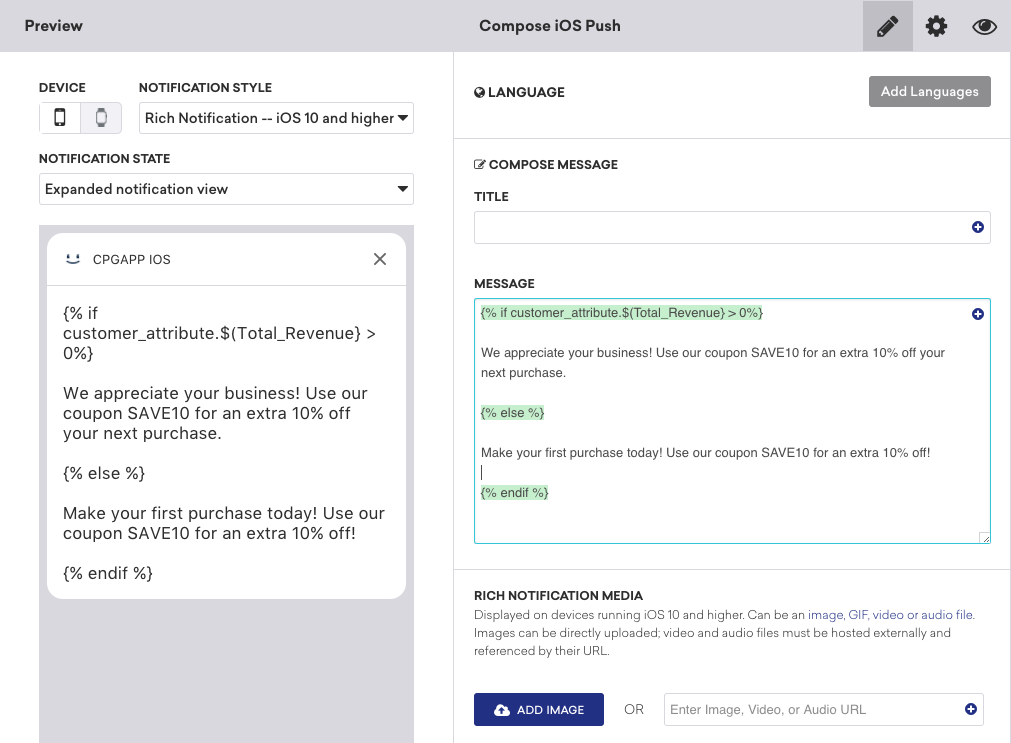 Preview
Compose iOS Push
DEVICE
NOTIFICATION STYLE
Rich Notification -- iOS 10 and higher
NOTIFICATION STATE
Expanded notification view
CPGAPP IOS
{% if
customer_attribute.$(Total_Revenue} >
0%}
We appreciate your business! Use our
coupon SAVE10 for an extra 10% off
your next purchase.
{% else %}
Make your first purchase today! Use our
coupon SAVE10 for an extra 10% off!
{% endif %}
LANGUAGE
Add Languages
COMPOSE MESSAGE
TITLE
MESSAGE
{% if customer_attribute.$(Total_Revenue} > 0%}
We appreciate your business! Use our coupon SAVE10 for an extra 10% off your
next purchase.
{% else %}
Make your first purchase today! Use our coupon SAVE10 for an extra 10% off!
{% endif %}
RICH NOTIFICATION MEDIA
Displayed on devices running iOS 10 and higher. Can be an image, GIF, video or audio file.
Images can be directly uploaded; video and audio files must be hosted externally and
referenced by their URL.
ADD IMAGE
OR
Enter Image, Video, or Audio URL